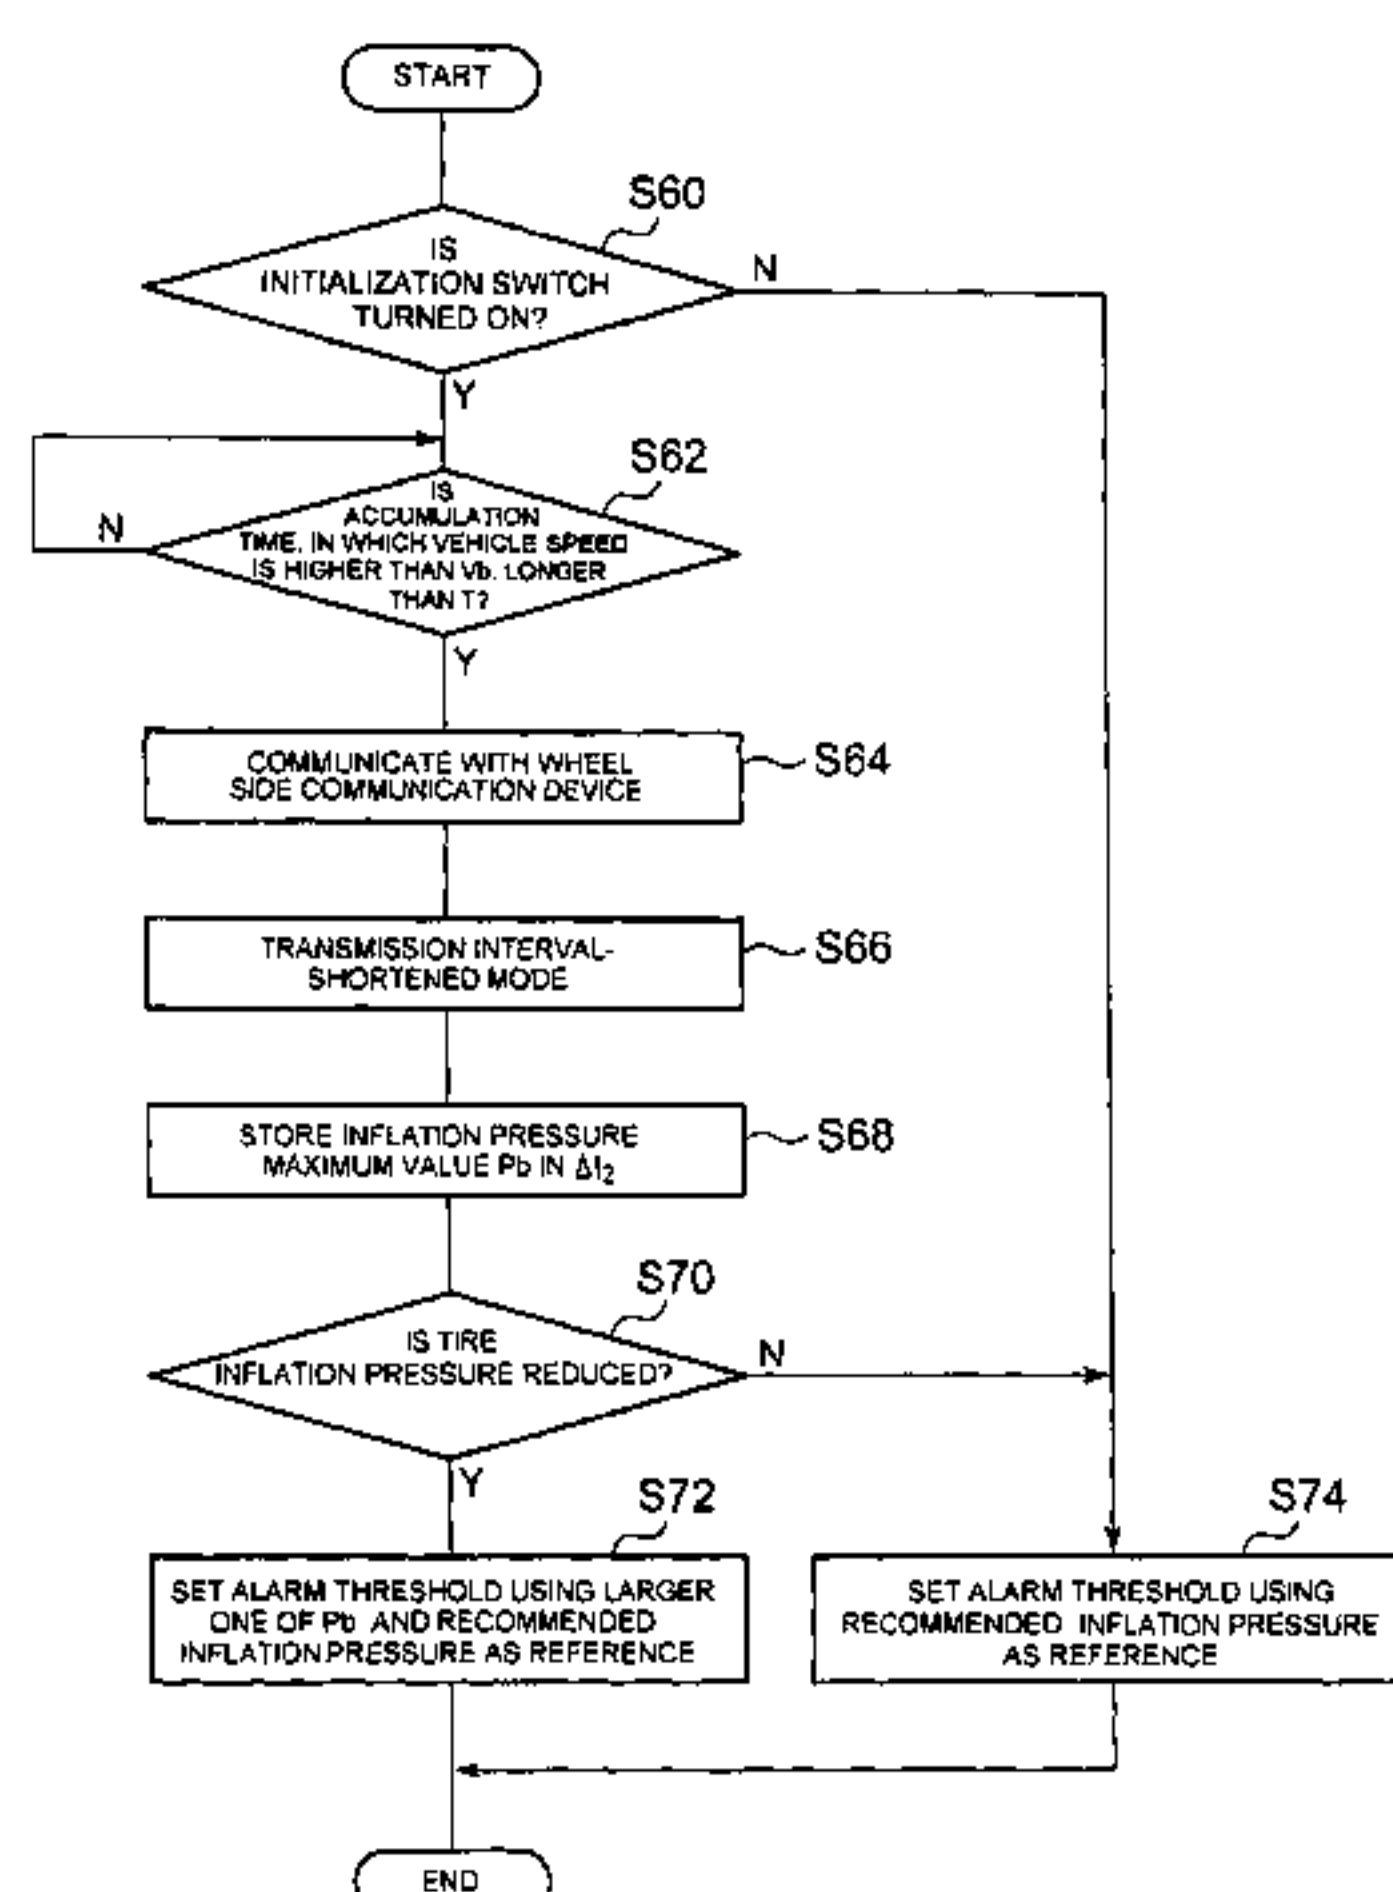 START
S60
IS
INITIALIZATION SWITCH
TURNED ON?
N
Y
S62
IS
ACCUMULATION
TIME, IN WHICH VEHICLE SPEED
IS HIGHER THAN Vb, LONGER
THAN T?
N
Y
COMMUNICATE WITH WHEEL
SIDE COMMUNICATION DEVICE
S64
TRANSMISSION INTERVAL-
SHORTENED MODE
S66
STORE INFLATION PRESSURE
MAXIMUM VALUE Pb IN Δt₂
S68
S70
IS TIRE
INFLATION PRESSURE REDUCED?
N
Y
S72
SET ALARM THRESHOLD USING LARGER
ONE OF Pb AND RECOMMENDED
INFLATION PRESSURE AS REFERENCE
S74
SET ALARM THRESHOLD USING
RECOMMENDED INFLATION PRESSURE
AS REFERENCE
END